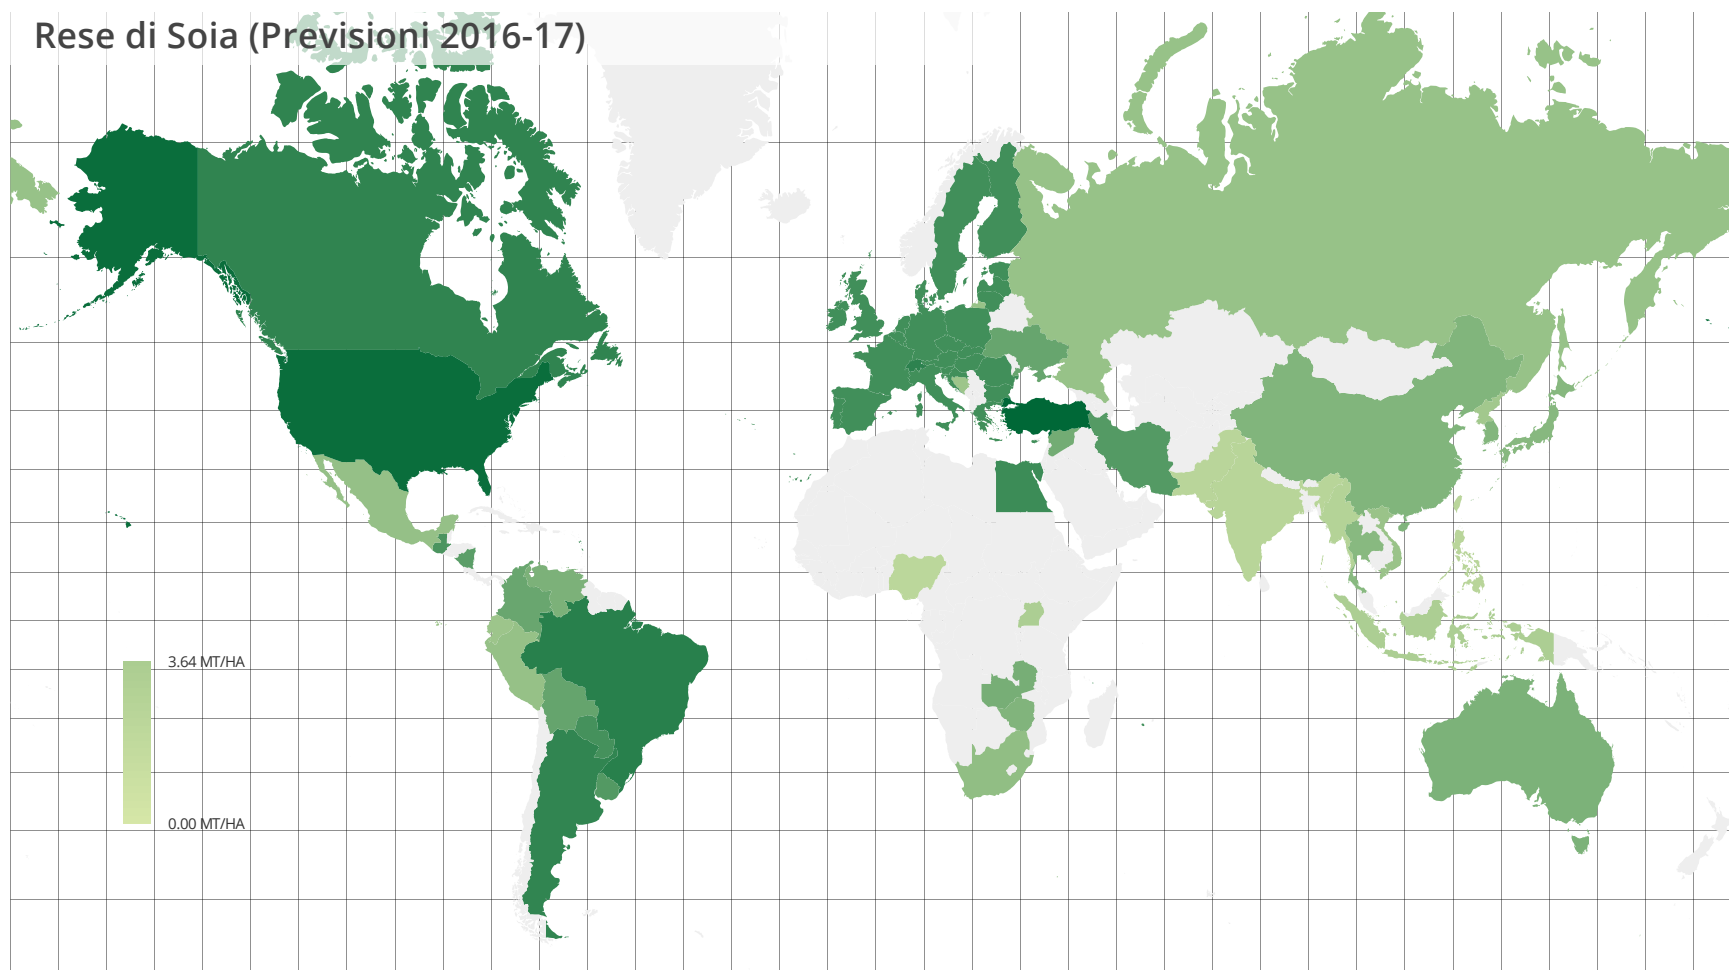 Rese di Soia (Previsioni 2016-17)
3.64 MT/HA
0.00 MT/HA